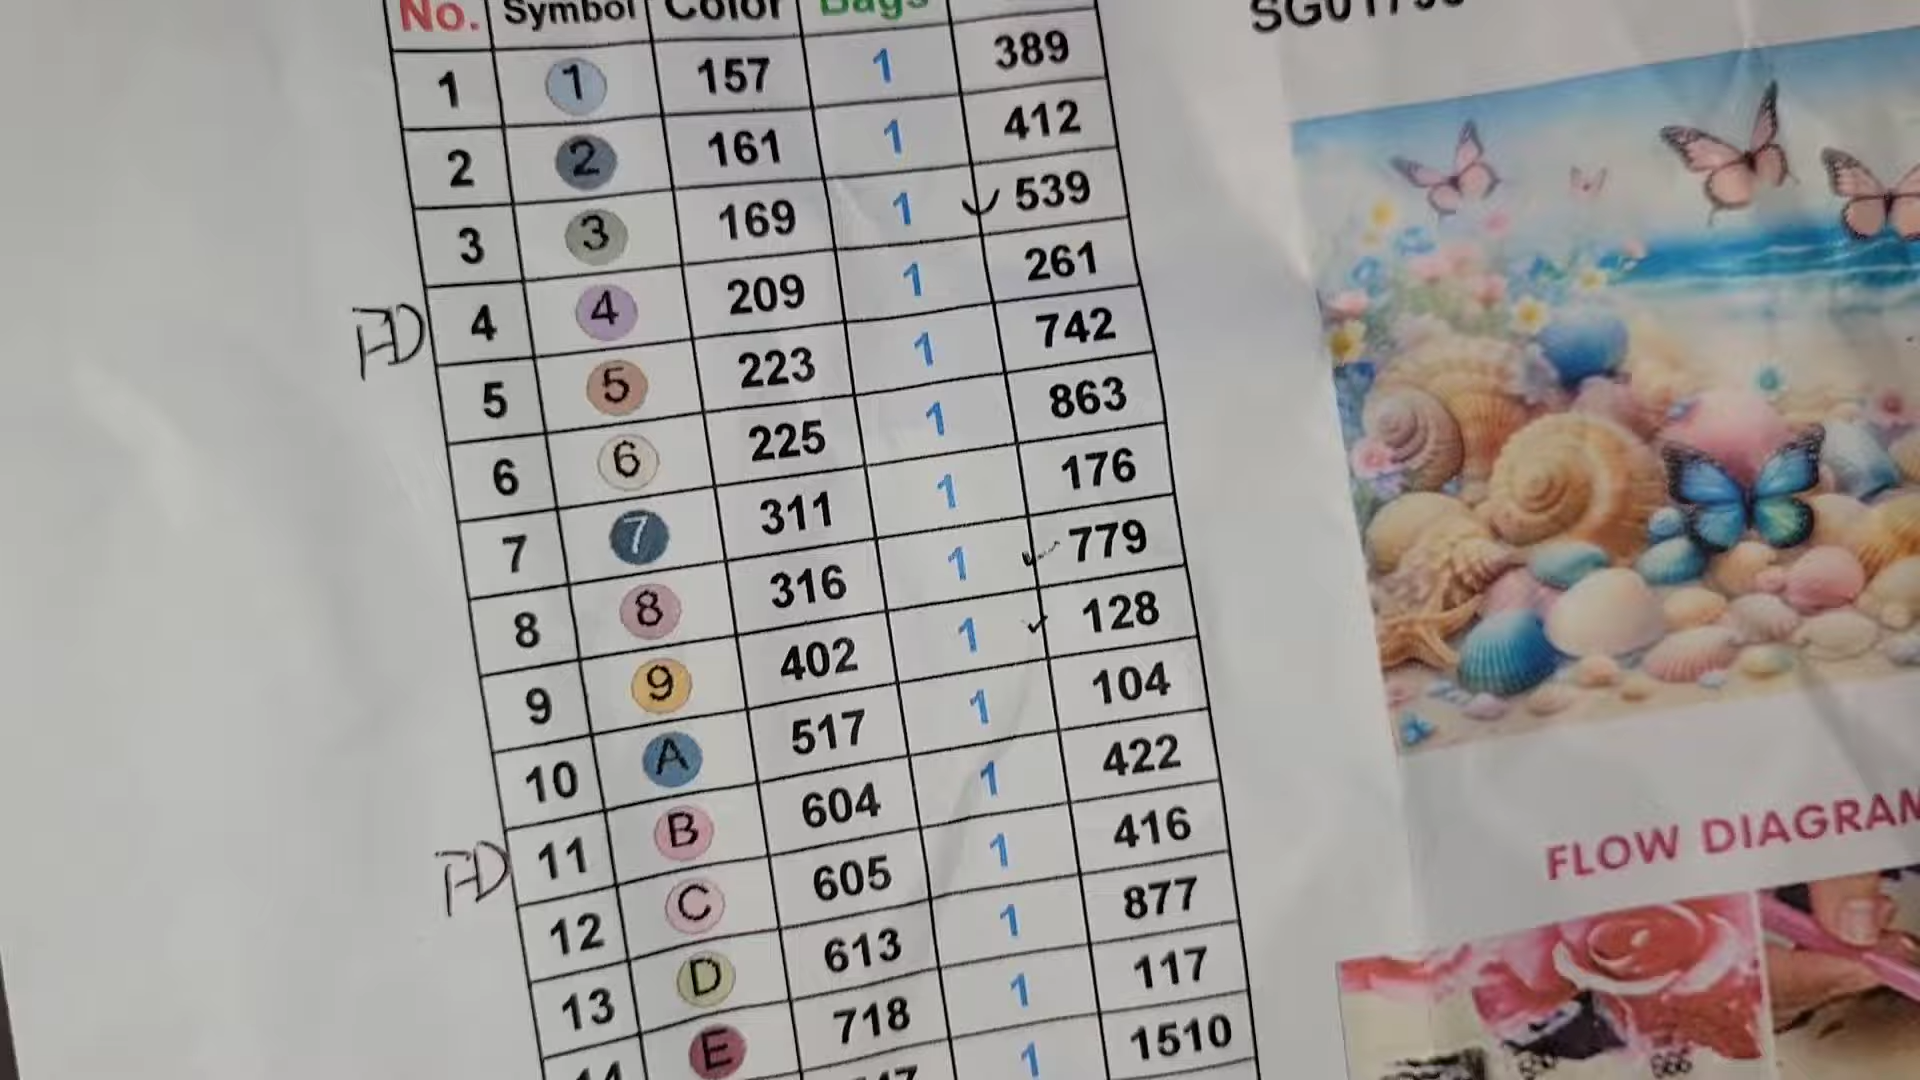 No. Symbol Color Bags
1 1 157 1 389
2 2 161 1 412
3 3 169 1 539
FD 4 4 209 1 261
5 5 223 1 742
6 6 225 1 863
7 7 311 1 176
8 8 316 1 779
9 9 402 1 128
10 A 517 1 104
FD 11 B 604 1 422
12 C 605 1 416
13 D 613 1 877
14 E 718 1 117
1 1510
FLOW DIAGRAM